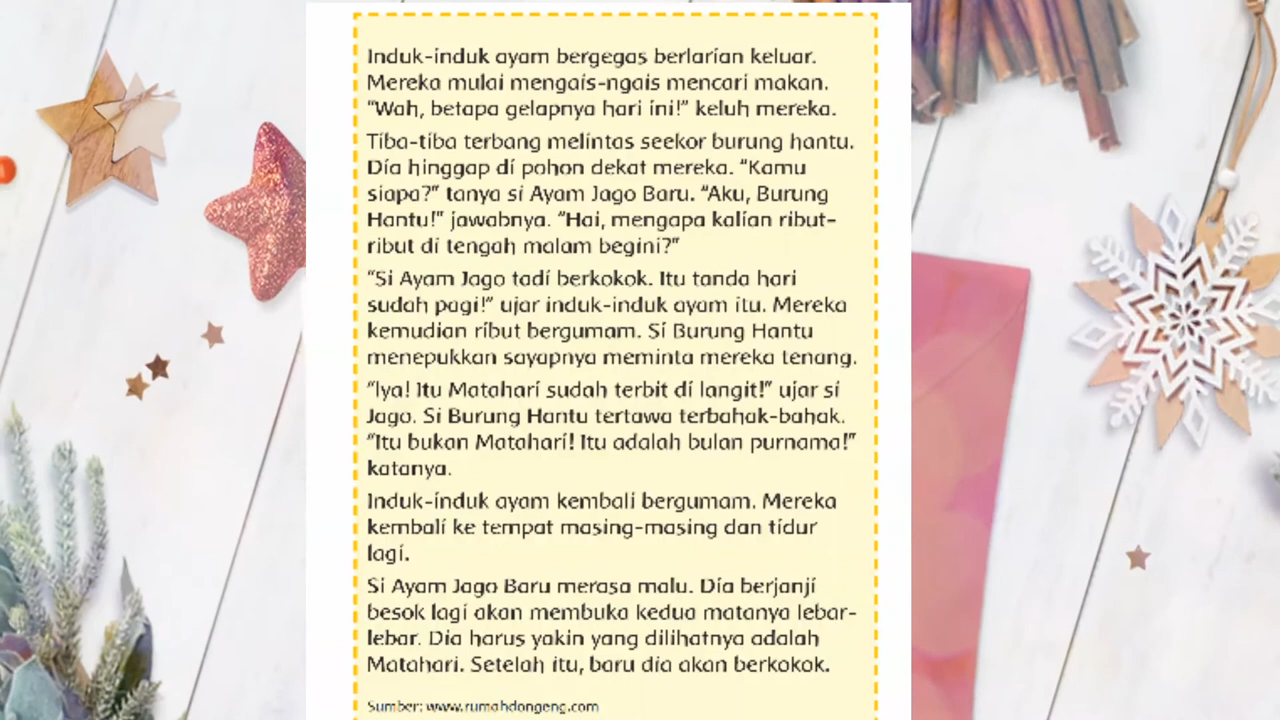 Induk-induk ayam bergegas berlarian keluar.
Mereka mulai mengais-ngais mencari makan.
"Wah, betapa gelapnya hari ini!" keluh mereka.
Tiba-tiba terbang melintas seekor burung hantu.
Dia hinggap di pohon dekat mereka. "Kamu
siapa?" tanya si Ayam Jago Baru. "Aku, Burung
Hantu!" jawabnya. "Hai, mengapa kalian ribut-
ribut di tengah malam begini?"
"Si Ayam Jago tadi berkokok. Itu tanda hari
sudah pagi!" ujar induk-induk ayam itu. Mereka
kemudian ribut bergumam. Si Burung Hantu
menepukkan sayapnya meminta mereka tenang.
"Iya! Itu Matahari sudah terbit di langit!" ujar si
Jago. Si Burung Hantu tertawa terbahak-bahak.
"Itu bukan Matahari! Itu adalah bulan purnama!"
katanya.
Induk-induk ayam kembali bergumam. Mereka
kembali ke tempat masing-masing dan tidur
lagi.
Si Ayam Jago Baru merasa malu. Dia berjanji
besok lagi akan membuka kedua matanya lebar-
lebar. Dia harus yakin yang dilihatnya adalah
Matahari. Setelah itu, baru dia akan berkokok.
Sumber: www.rumahdongeng.com